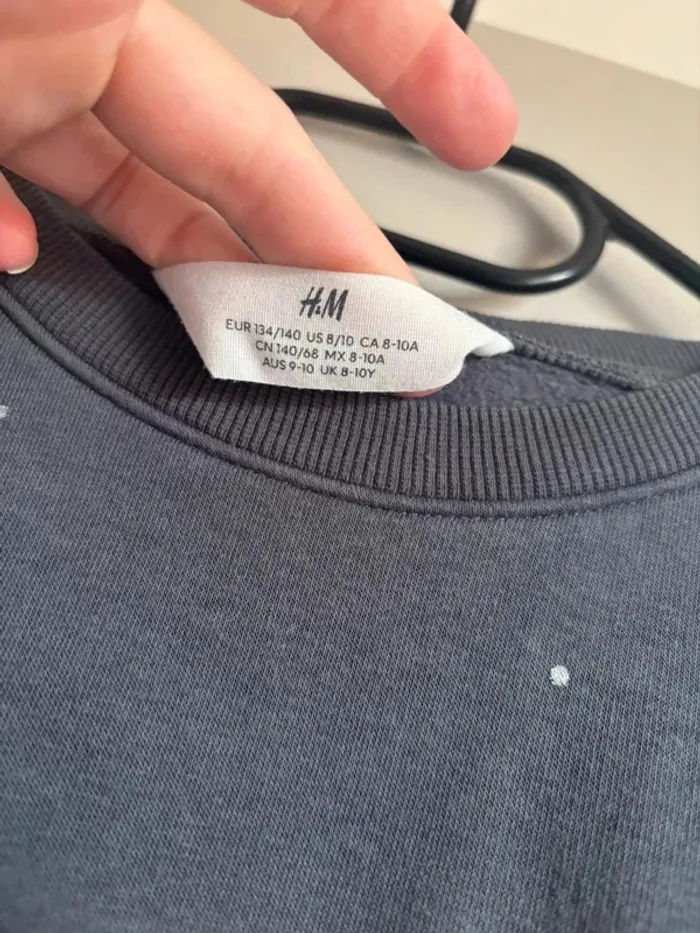 H&M
EUR 134/140 US 8/10 CA 8-10A
CN 140/68 MX 8-10A
AUS 9-10 UK 8-10Y